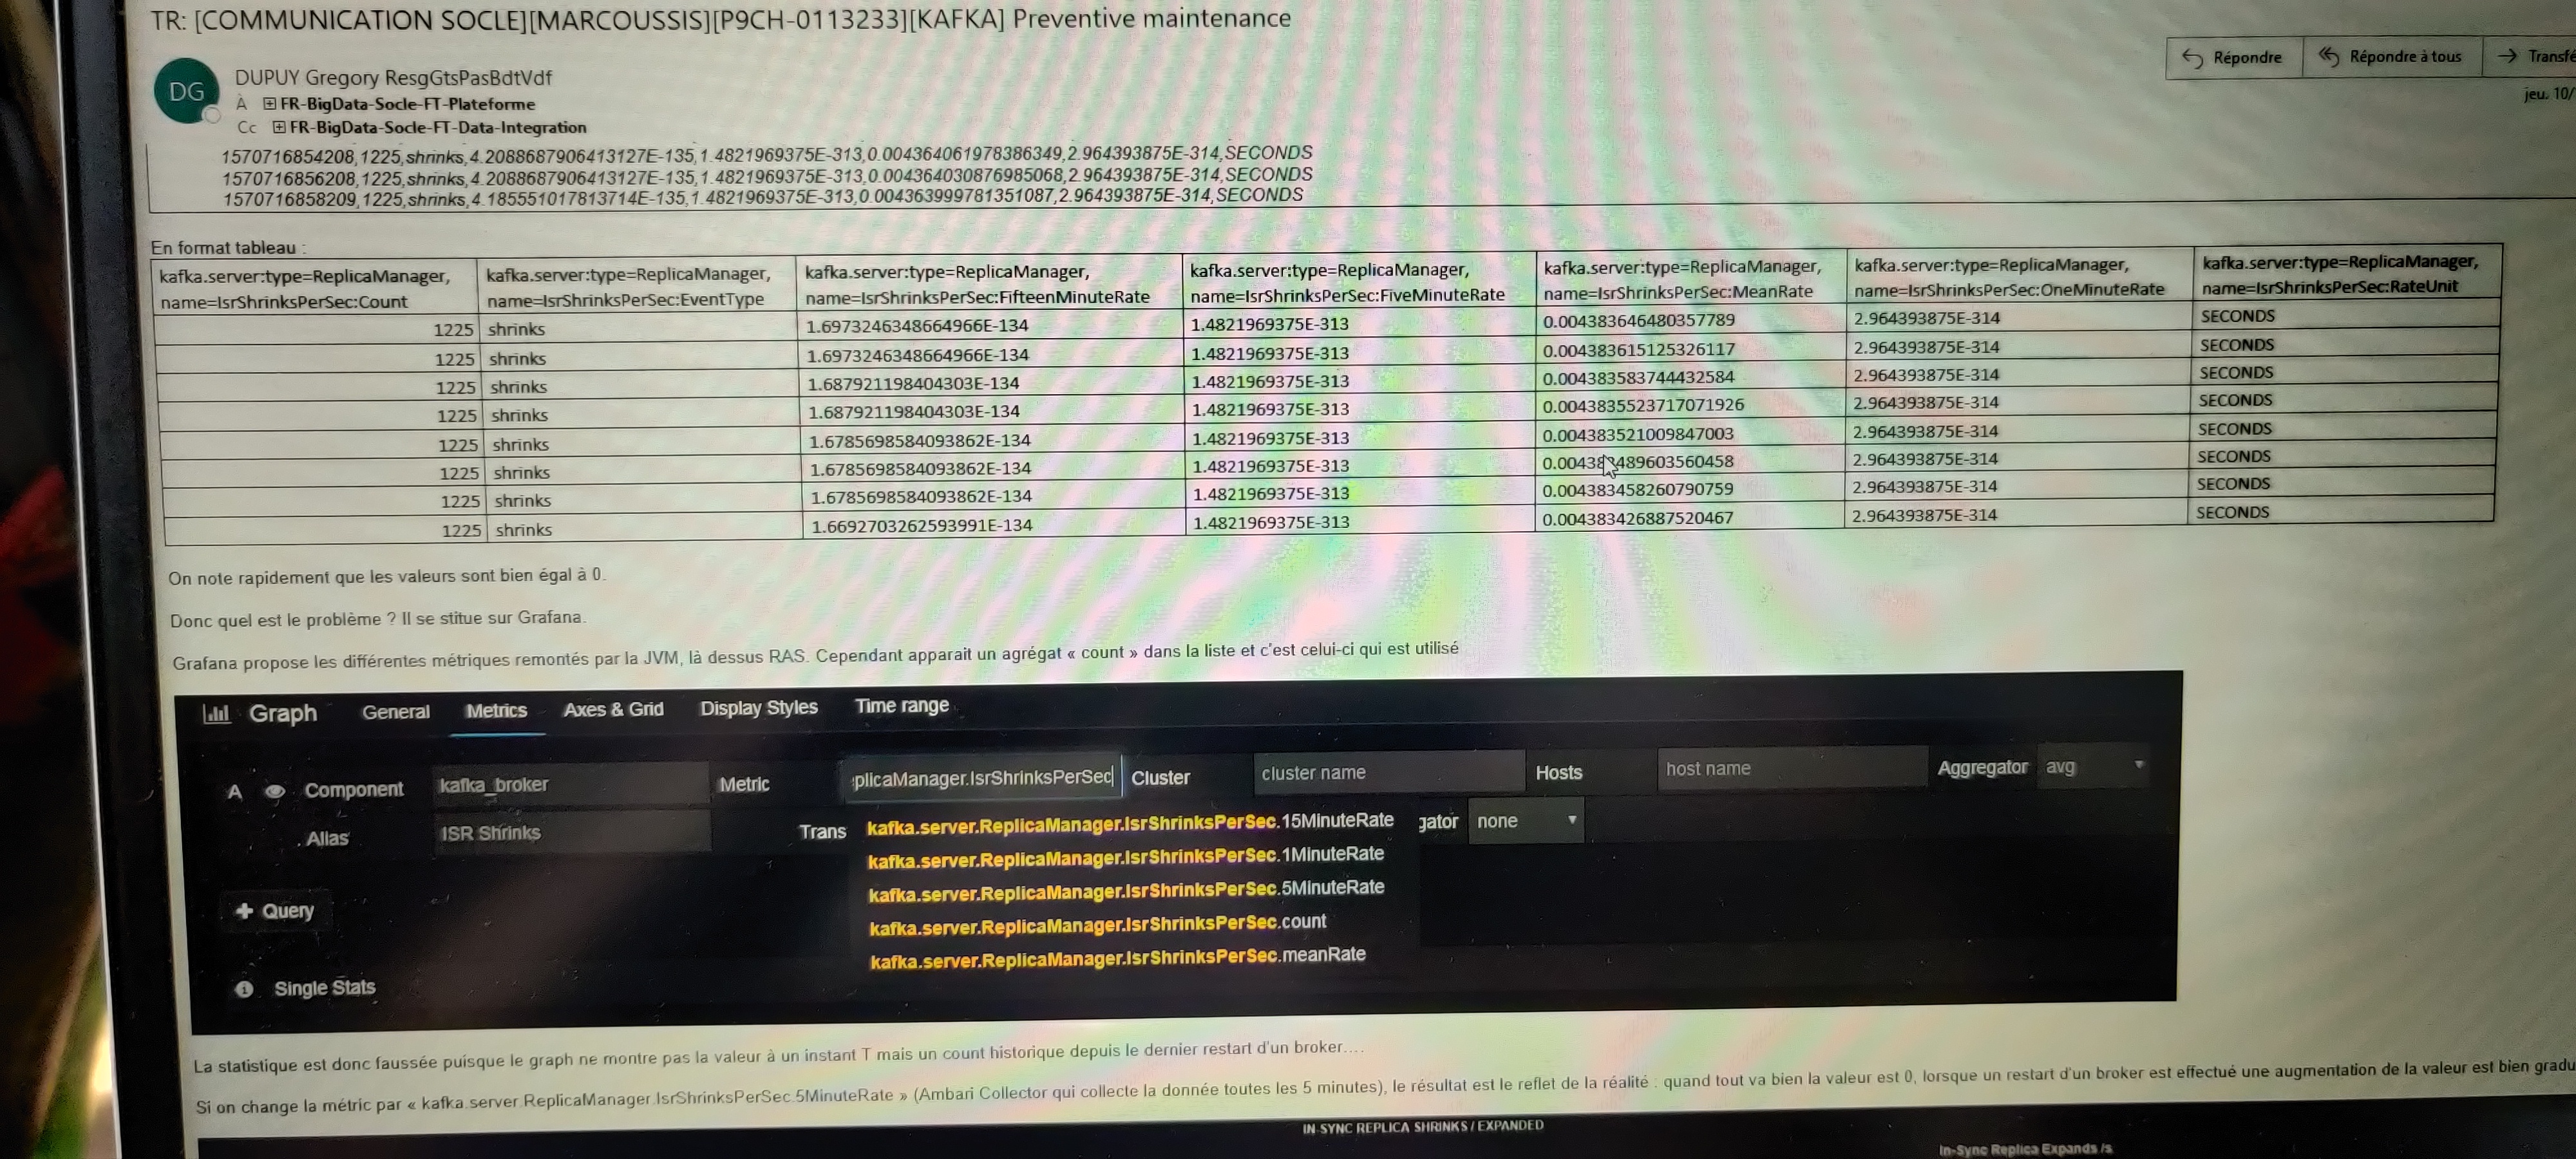 TR: [COMMUNICATION SOCLE][MARCOUSSIS][P9CH-0113233][KAFKA] Preventive maintenance
Répondre
Répondre à tous
DG
DUPUY Gregory ResgGtsPasBdtVdf
À FR-BigData-Socle-FT-Plateforme
Cc FR-BigData-Socle-FT-Data-Integration
jeu. 10/
1570716854208,1225,shrinks,4.2088687906413127E-135,1.4821969375E-313,0.004364061978386349,2.964393875E-314,SECONDS
1570716856208,1225,shrinks,4.2088687906413127E-135,1.4821969375E-313,0.004364030876985068,2.964393875E-314,SECONDS
1570716858209,1225,shrinks,4.185551017813714E-135,1.4821969375E-313,0.004363999781351087,2.964393875E-314,SECONDS
En format tableau :
kafka.server:type=ReplicaManager, name=IsrShrinksPerSec:Count kafka.server:type=ReplicaManager, name=IsrShrinksPerSec:EventType kafka.server:type=ReplicaManager, name=IsrShrinksPerSec:FifteenMinuteRate kafka.server:type=ReplicaManager, name=IsrShrinksPerSec:FiveMinuteRate kafka.server:type=ReplicaManager, name=IsrShrinksPerSec:MeanRate kafka.server:type=ReplicaManager, name=IsrShrinksPerSec:OneMinuteRate kafka.server:type=ReplicaManager, name=IsrShrinksPerSec:RateUnit
1225 shrinks 1.6973246348664966E-134 1.4821969375E-313 0.004383646480357789 2.964393875E-314 SECONDS
1225 shrinks 1.6973246348664966E-134 1.4821969375E-313 0.004383615125326117 2.964393875E-314 SECONDS
1225 shrinks 1.687921198404303E-134 1.4821969375E-313 0.004383583744432584 2.964393875E-314 SECONDS
1225 shrinks 1.687921198404303E-134 1.4821969375E-313 0.0043835523717071926 2.964393875E-314 SECONDS
1225 shrinks 1.6785698584093862E-134 1.4821969375E-313 0.004383521009847003 2.964393875E-314 SECONDS
1225 shrinks 1.6785698584093862E-134 1.4821969375E-313 2.964393875E-314 SECONDS
1225 shrinks 1.6785698584093862E-134 1.4821969375E-313 0.004383458260790759 2.964393875E-314 SECONDS
1225 shrinks 1.6692703262593991E-134 1.4821969375E-313 0.004383426887520467 2.964393875E-314 SECONDS
On note rapidement que les valeurs sont bien égal à 0.
Donc quel est le problème ? Il se stitue sur Grafana.
Grafana propose les différentes métriques remontés par la JVM, là dessus RAS. Cependant apparait un agrégat « count » dans la liste et c'est celui-ci qui est utilisé
Graph General Metrics Axes & Grid Display Styles Time range
A Component kafka_broker Metric plicaManager.IsrShrinksPerSec Cluster cluster name Hosts host name Aggregator avg
Alias ISR Shrinks Trans gator none
kafka.server.ReplicaManager.IsrShrinksPerSec.15MinuteRate
kafka.server.ReplicaManager.IsrShrinksPerSec.1MinuteRate
kafka.server.ReplicaManager.IsrShrinksPerSec.5MinuteRate
kafka.server.ReplicaManager.IsrShrinksPerSec.count
kafka.server.ReplicaManager.IsrShrinksPerSec.meanRate
+ Query
Single Stats
La statistique est donc faussée puisque le graph ne montre pas la valeur à un instant T mais un count historique depuis le dernier restart d'un broker....
Si on change la métric par « kafka.server.ReplicaManager.IsrShrinksPerSec.5MinuteRate » (Ambari Collector qui collecte la donnée toutes les 5 minutes), le résultat est le reflet de la réalité : quand tout va bien la valeur est 0, lorsque un restart d'un broker est effectué une augmentation de la valeur est bien
IN-SYNC REPLICA SHRINKS / EXPANDED
In-Sync Replica Expands /s